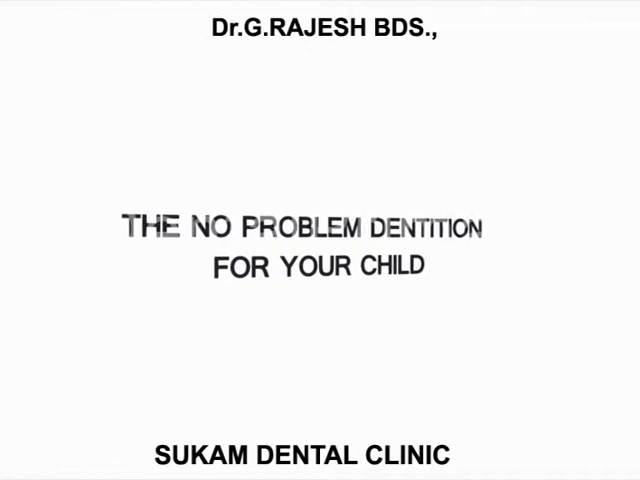 Dr.G.RAJESH BDS.,
THE NO PROBLEM DENTITION
FOR YOUR CHILD
SUKAM DENTAL CLINIC